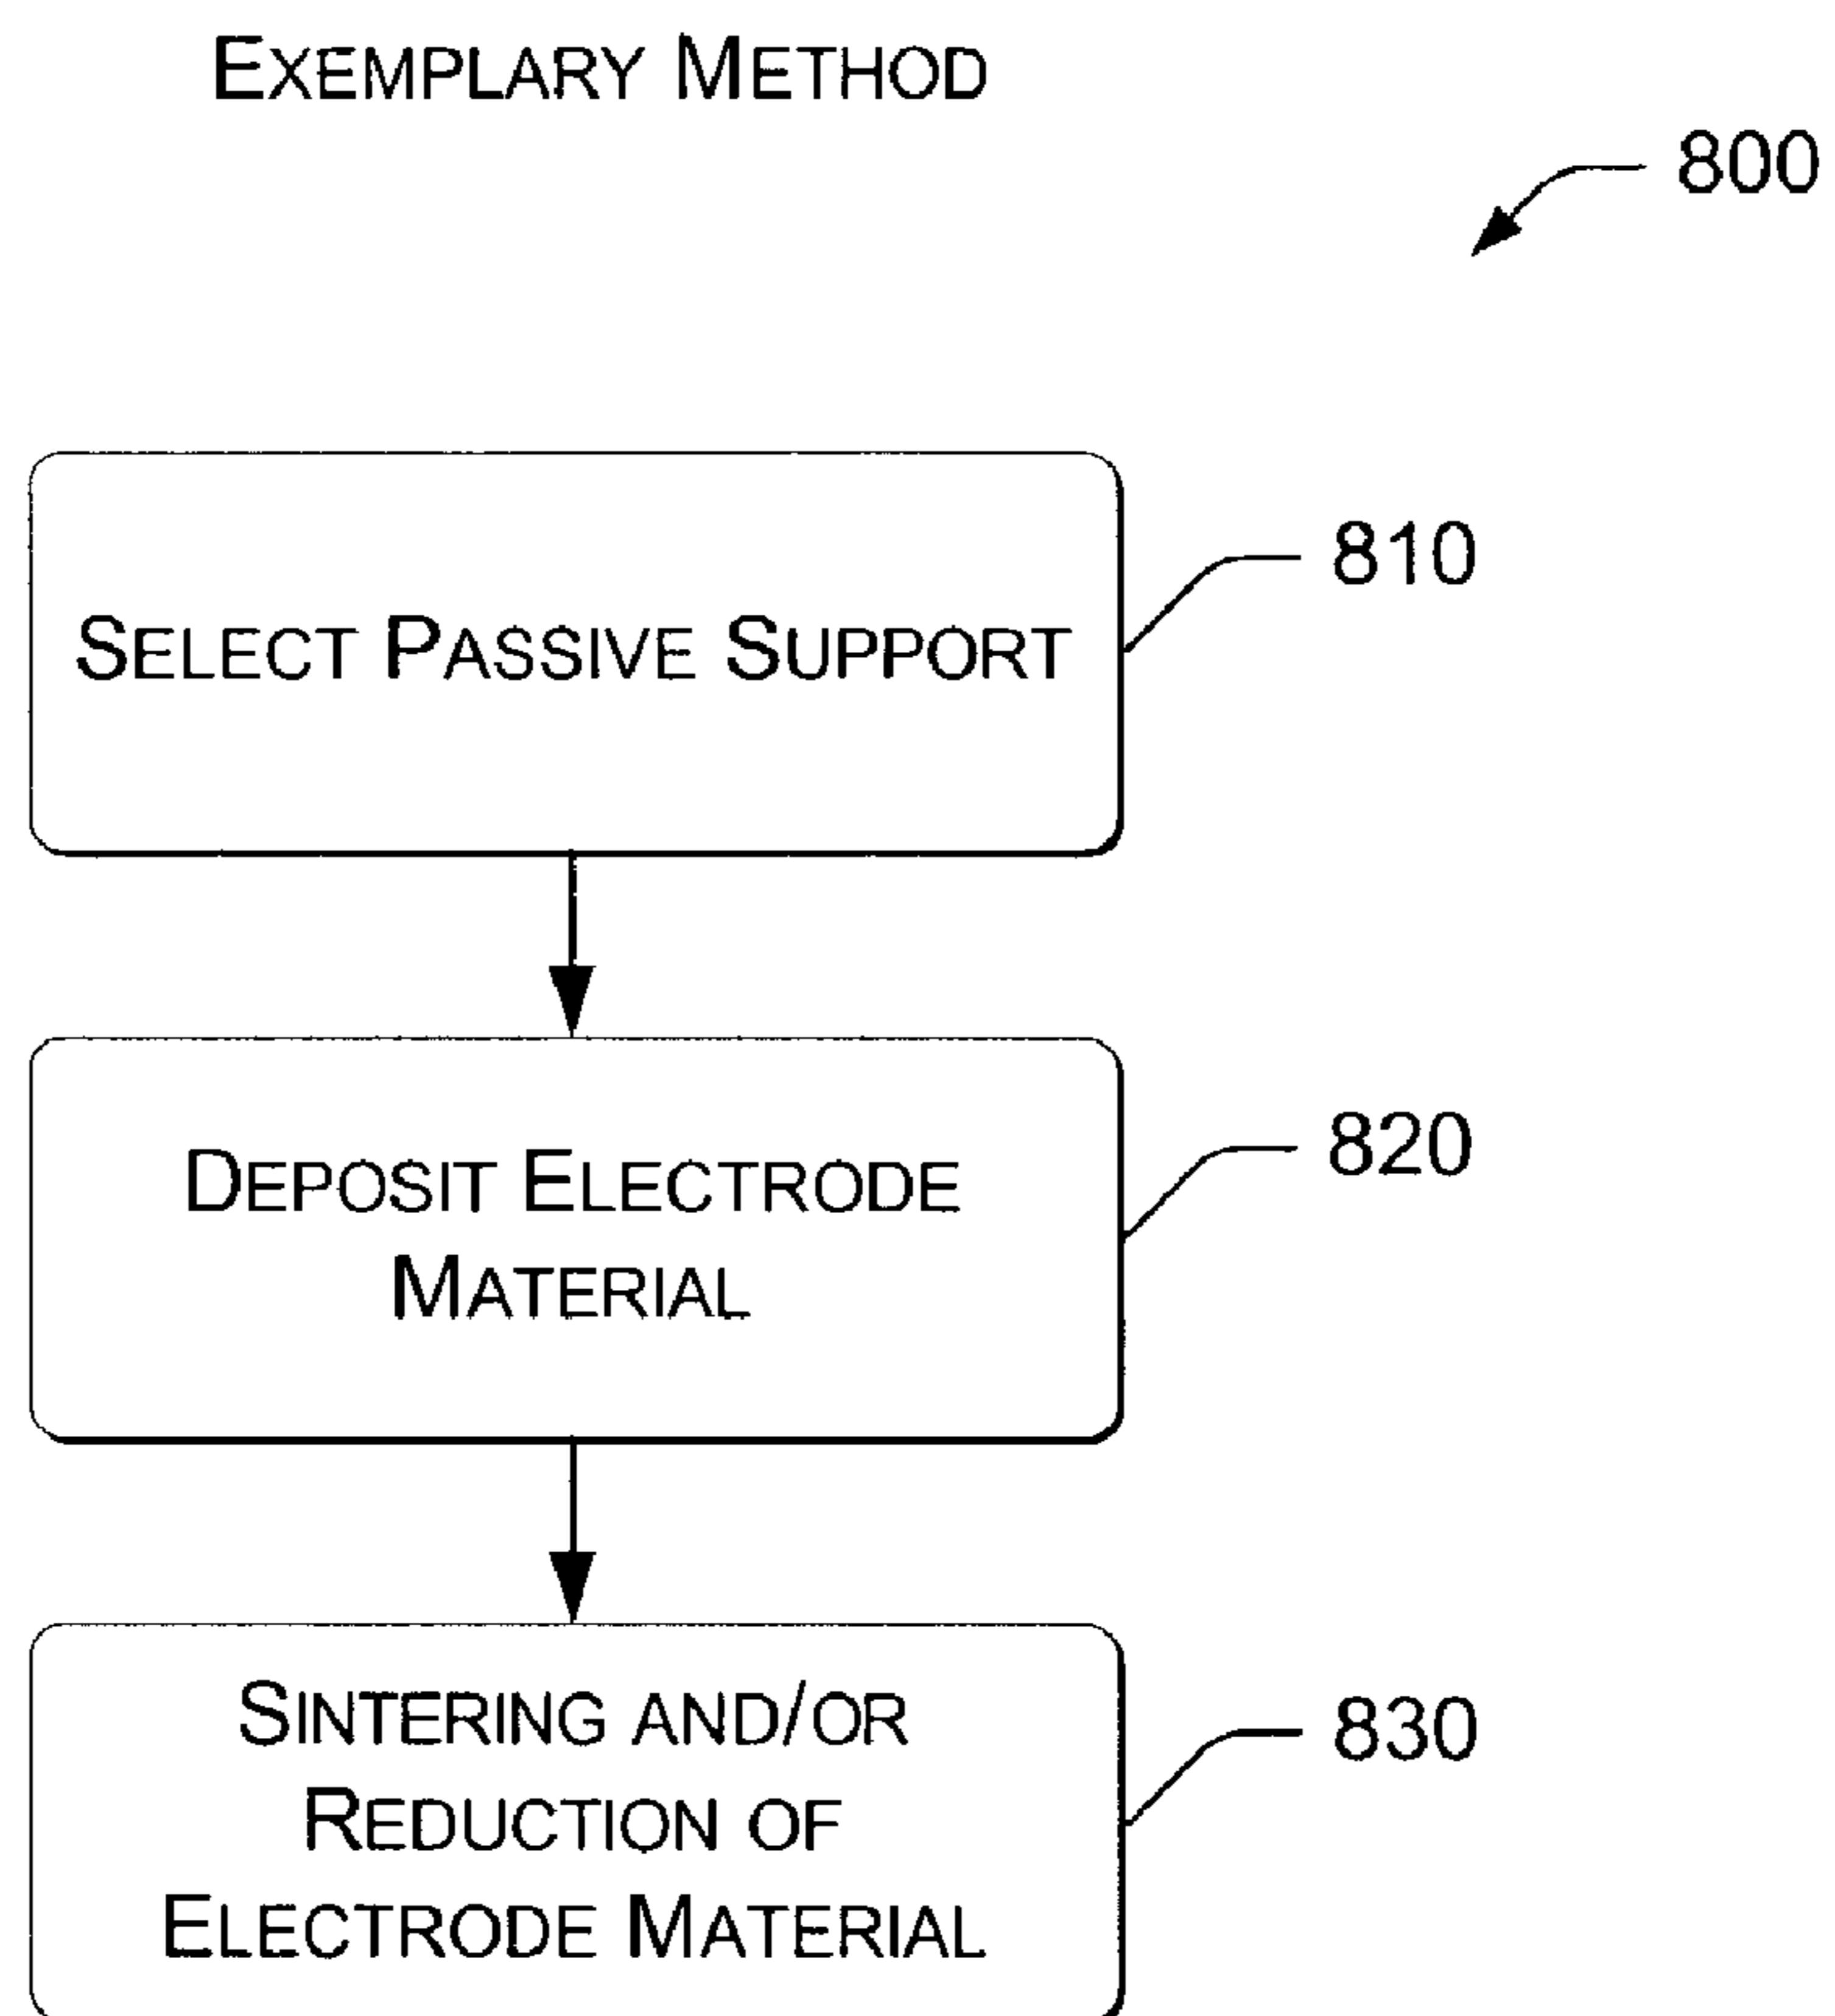 EXEMPLARY METHOD
800
SELECT PASSIVE SUPPORT
810
DEPOSIT ELECTRODE
MATERIAL
820
SINTERING AND/OR
REDUCTION OF
ELECTRODE MATERIAL
830